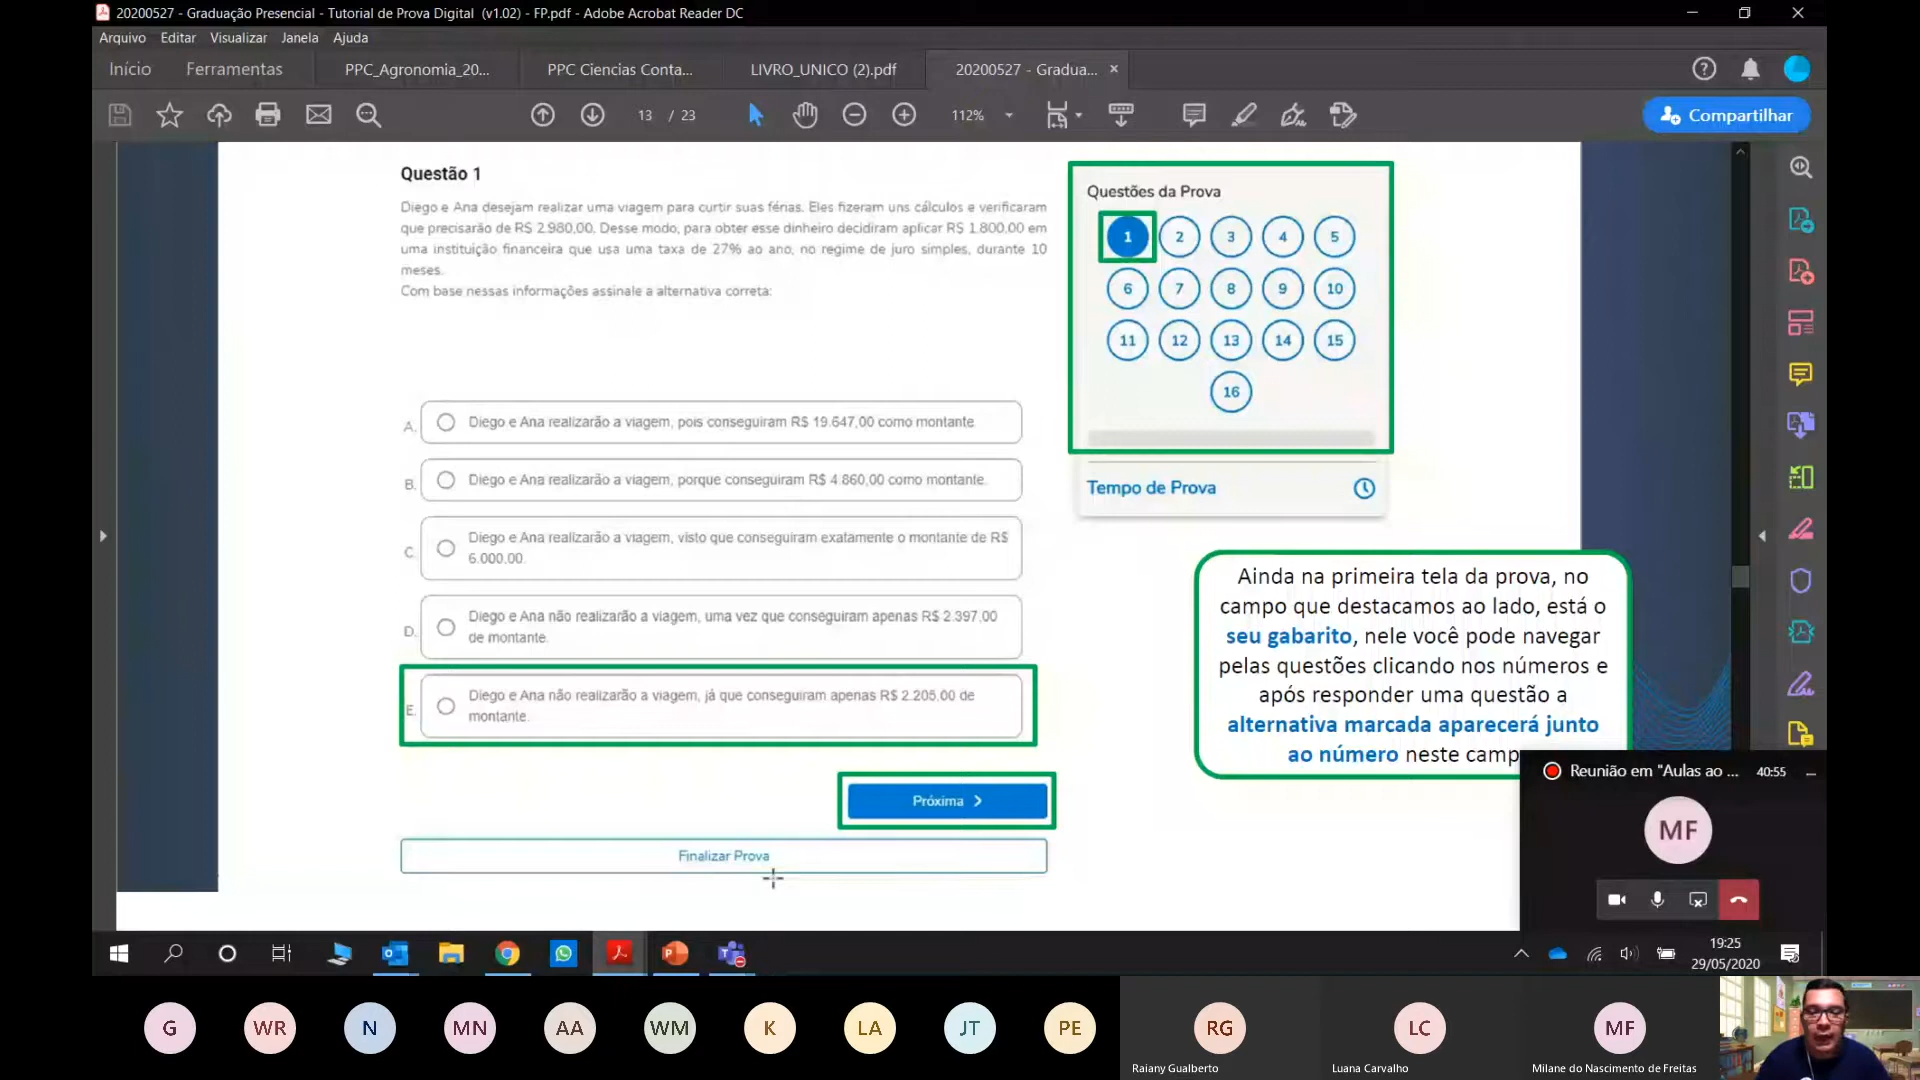 20200527 - Graduação Presencial - Tutorial de Prova Digital (v1.02) - FP.pdf - Adobe Acrobat Reader DC
Arquivo Editar Visualizar Janela Ajuda
Início Ferramentas PPC_Agronomia_20... PPC Ciencias Conta... LIVRO_UNICO (2).pdf 20200527 - Gradua... ×
13 / 23 112% Compartilhar
Questão 1
Diego e Ana desejam realizar uma viagem para curtir suas férias. Eles fizeram uns cálculos e verificaram
que precisarão de R$ 2.980,00. Desse modo, para obter esse dinheiro decidiram aplicar R$ 1.800,00 em
uma instituição financeira que usa uma taxa de 27% ao ano, no regime de juro simples, durante 10
meses.
Com base nessas informações assinale a alternativa correta:
A. Diego e Ana realizarão a viagem, pois conseguiram R$ 19.647,00 como montante.
B. Diego e Ana realizarão a viagem, porque conseguiram R$ 4.860,00 como montante.
C. Diego e Ana realizarão a viagem, visto que conseguiram exatamente o montante de R$
6.000,00.
D. Diego e Ana não realizarão a viagem, uma vez que conseguiram apenas R$ 2.397,00
de montante.
E. Diego e Ana não realizarão a viagem, já que conseguiram apenas R$ 2.205,00 de
montante.
Próxima
Finalizar Prova
Questões da Prova
1 2 3 4 5
6 7 8 9 10
11 12 13 14 15
16
Tempo de Prova
Ainda na primeira tela da prova, no
campo que destacamos ao lado, está o
seu gabarito, nele você pode navegar
pelas questões clicando nos números e
após responder uma questão a
alternativa marcada aparecerá junto
ao número neste camp
Reunião em "Aulas ao ... 40:55
MF
19:25
29/05/2020
G WR N MN AA WM K LA JT PE RG LC MF
Raiany Gualberto Luana Carvalho Milane do Nascimento de Freitas